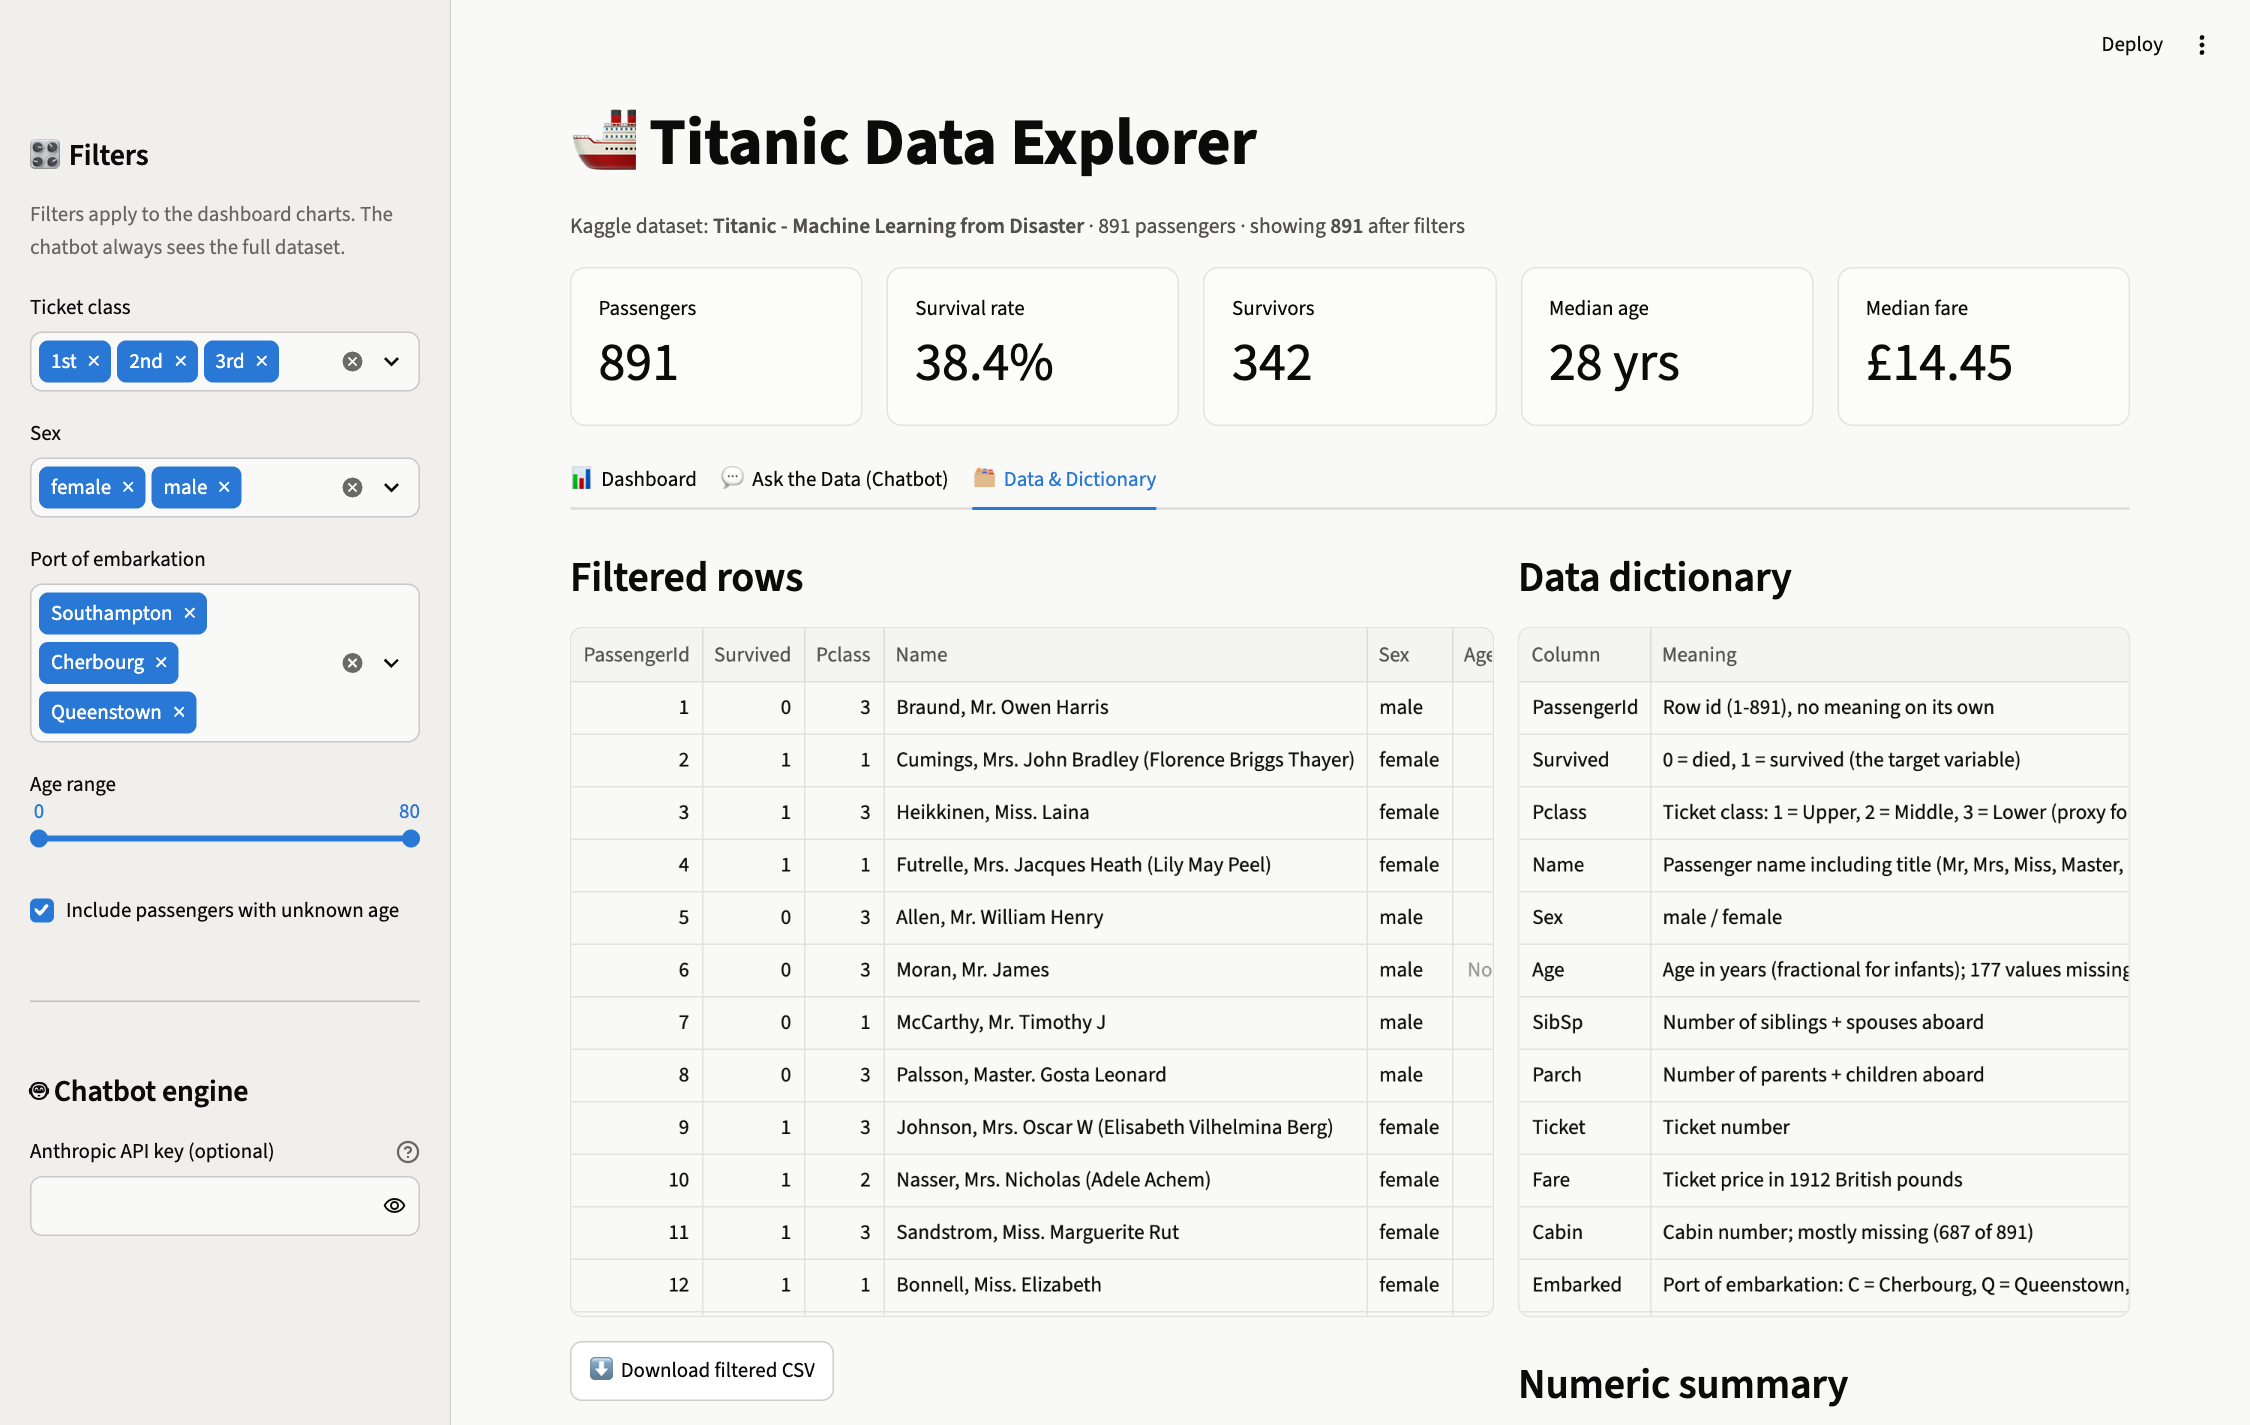 Deploy
Filters
Filters apply to the dashboard charts. The
chatbot always sees the full dataset.
Ticket class
1st × 2nd × 3rd ×
Sex
female × male ×
Port of embarkation
Southampton ×
Cherbourg ×
Queenstown ×
Age range
0 80
Include passengers with unknown age
Chatbot engine
Anthropic API key (optional)
Titanic Data Explorer
Kaggle dataset: Titanic - Machine Learning from Disaster · 891 passengers · showing 891 after filters
Passengers
891
Survival rate
38.4%
Survivors
342
Median age
28 yrs
Median fare
£14.45
Dashboard Ask the Data (Chatbot) Data & Dictionary
Filtered rows
PassengerId Survived Pclass Name Sex Age
1 0 3 Braund, Mr. Owen Harris male
2 1 1 Cumings, Mrs. John Bradley (Florence Briggs Thayer) female
3 1 3 Heikkinen, Miss. Laina female
4 1 1 Futrelle, Mrs. Jacques Heath (Lily May Peel) female
5 0 3 Allen, Mr. William Henry male
6 0 3 Moran, Mr. James male No
7 0 1 McCarthy, Mr. Timothy J male
8 0 3 Palsson, Master. Gosta Leonard male
9 1 3 Johnson, Mrs. Oscar W (Elisabeth Vilhelmina Berg) female
10 1 2 Nasser, Mrs. Nicholas (Adele Achem) female
11 1 3 Sandstrom, Miss. Marguerite Rut female
12 1 1 Bonnell, Miss. Elizabeth female
Download filtered CSV
Data dictionary
Column Meaning
PassengerId Row id (1-891), no meaning on its own
Survived 0 = died, 1 = survived (the target variable)
Pclass Ticket class: 1 = Upper, 2 = Middle, 3 = Lower (proxy fo
Name Passenger name including title (Mr, Mrs, Miss, Master,
Sex male / female
Age Age in years (fractional for infants); 177 values missing
SibSp Number of siblings + spouses aboard
Parch Number of parents + children aboard
Ticket Ticket number
Fare Ticket price in 1912 British pounds
Cabin Cabin number; mostly missing (687 of 891)
Embarked Port of embarkation: C = Cherbourg, Q = Queenstown,
Numeric summary